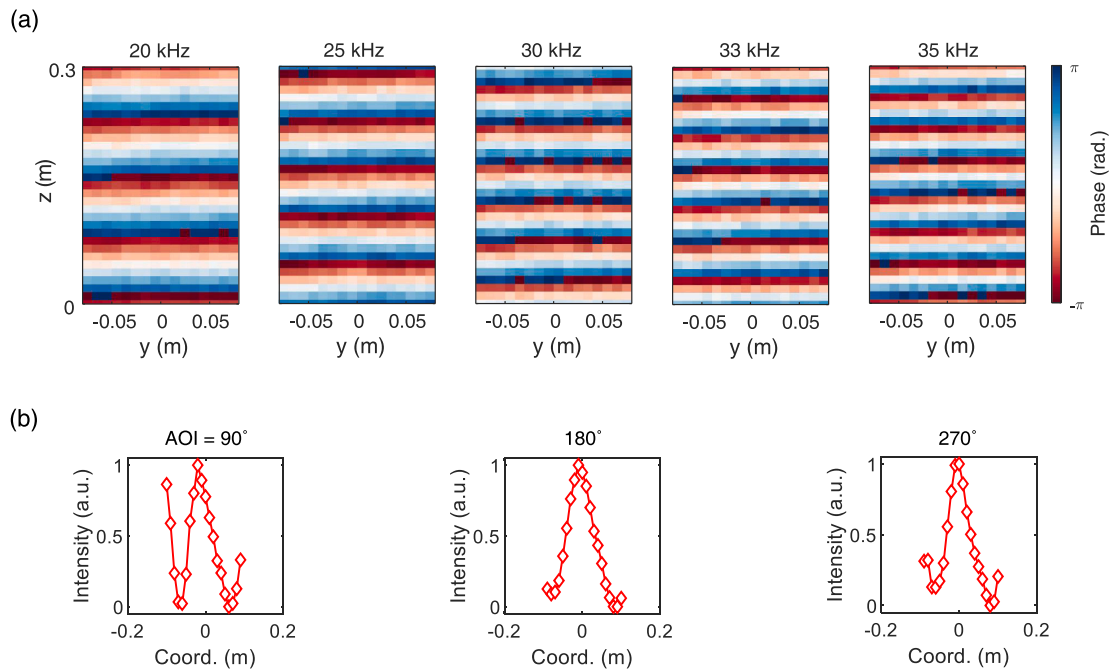 (a)
20 kHz 25 kHz 30 kHz 33 kHz 35 kHz
0.3
z (m)
0
-0.05 0 0.05 -0.05 0 0.05 -0.05 0 0.05 -0.05 0 0.05 -0.05 0 0.05
y (m) y (m) y (m) y (m) y (m)
π
Phase (rad.)
-π
(b)
AOI = 90° 180° 270°
1 1 1
Intensity (a.u.) Intensity (a.u.) Intensity (a.u.)
0.5 0.5 0.5
0 0 0
-0.2 0 0.2 -0.2 0 0.2 -0.2 0 0.2
Coord. (m) Coord. (m) Coord. (m)